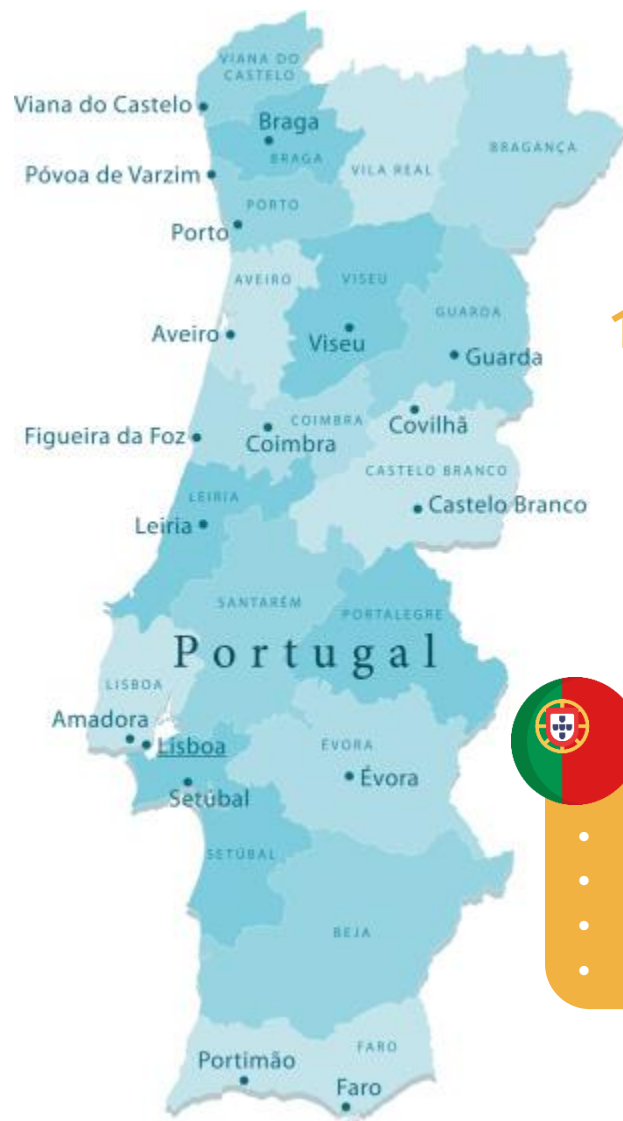 VIANA DO
CASTELO
Viana do Castelo
Braga
BRAGA
BRAGANÇA
VILA REAL
Póvoa de Varzim
PORTO
Porto
AVEIRO
VISEU
GUARDA
1
Aveiro
Viseu
Guarda
COIMBRA
Covilhã
Figueira da Foz
Coimbra
CASTELO BRANCO
LEIRIA
Castelo Branco
Leiria
SANTARÉM
PORTALEGRE
Portugal
LISBOA
Amadora
Lisboa
ÉVORA
Évora
Setúbal
SETÚBAL
BEJA
FARO
Portimão
Faro